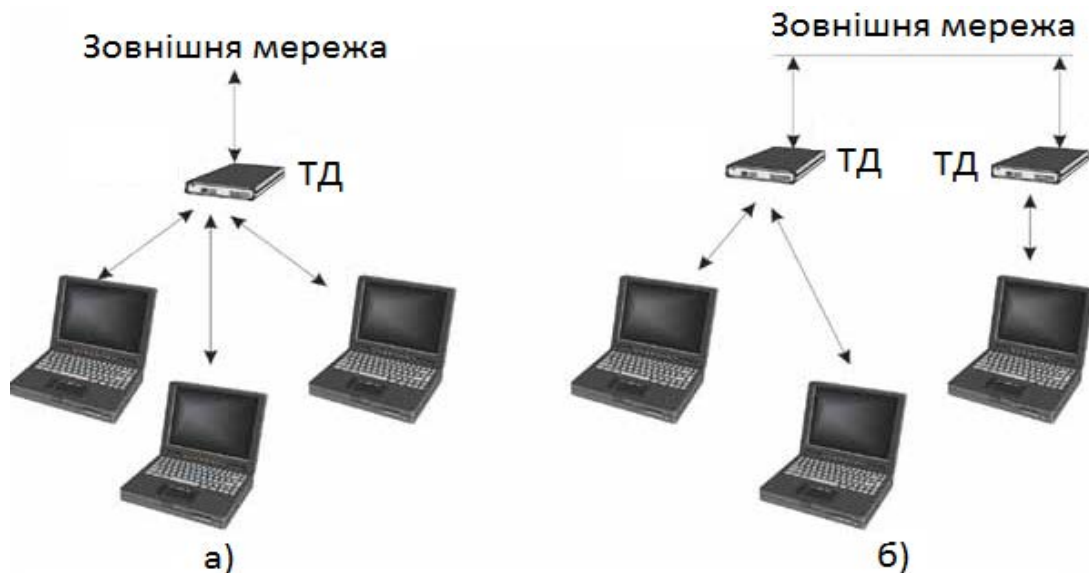 Зовнішня мережа
ТД
а)
Зовнішня мережа
ТД ТД
б)